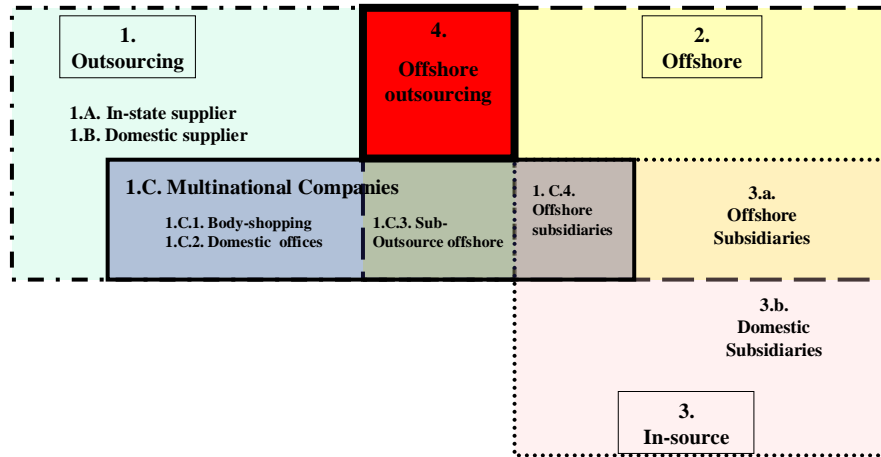 1.
Outsourcing
4.
Offshore
outsourcing
2.
Offshore
1.A. In-state supplier
1.B. Domestic supplier
1.C. Multinational Companies
1.C.1. Body-shopping
1.C.2. Domestic offices
1.C.3. Sub-
Outsource offshore
1. C.4.
Offshore
subsidiaries
3.a.
Offshore
Subsidiaries
3.b.
Domestic
Subsidiaries
3.
In-source